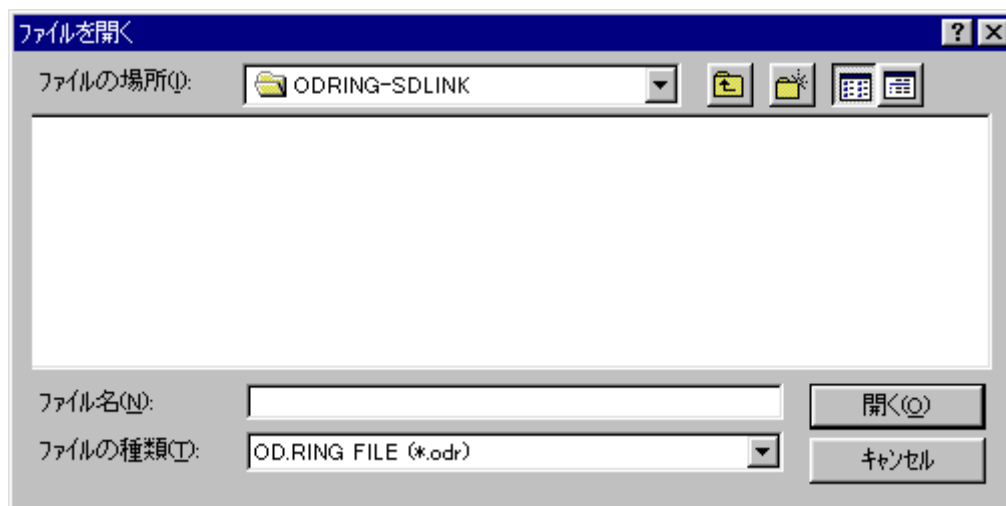 ファイルを開く
ファイルの場所(I):
ODRING-SDLINK
ファイル名(N):
開く(O)
ファイルの種類(T):
OD.RING FILE (*.odr)
キャンセル